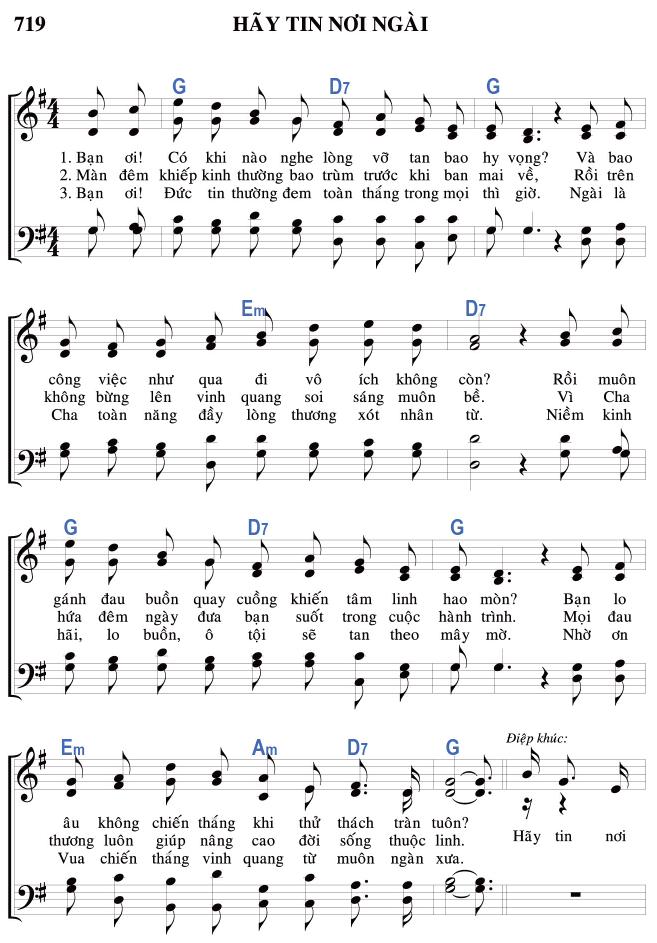 719 HÃY TIN NƠI NGÀI
G D7 G
4 4
1. Bạn ơi! Có khi nào nghe lòng vỡ tan bao hy vọng? Và bao
2. Màn đêm khiếp kinh thường bao trùm trước khi ban mai về, Rồi trên
3. Bạn ơi! Đức tin thường đem toàn thắng trong mọi thì giờ. Ngài là
4 4
Em D7
công việc như qua đi vô ích không còn? Rồi muôn
không bừng lên vinh quang soi sáng muôn bề. Vì Cha
Cha toàn năng đầy lòng thương xót nhân từ. Niềm kinh
G D7 G
gánh đau buồn quay cuồng khiến tâm linh hao mòn? Bạn lo
hứa đêm ngày đưa bạn suốt trong cuộc hành trình. Mọi đau
hãi, lo buồn, ô tội sẽ tan theo mây mờ. Nhờ ơn
Điệp khúc:
Em Am D7 G
âu không chiến thắng khi thử thách tràn tuôn?
thương luôn giúp nâng cao đời sống thuộc linh. Hãy tin nơi
Vua chiến thắng vinh quang từ muôn ngàn xưa.